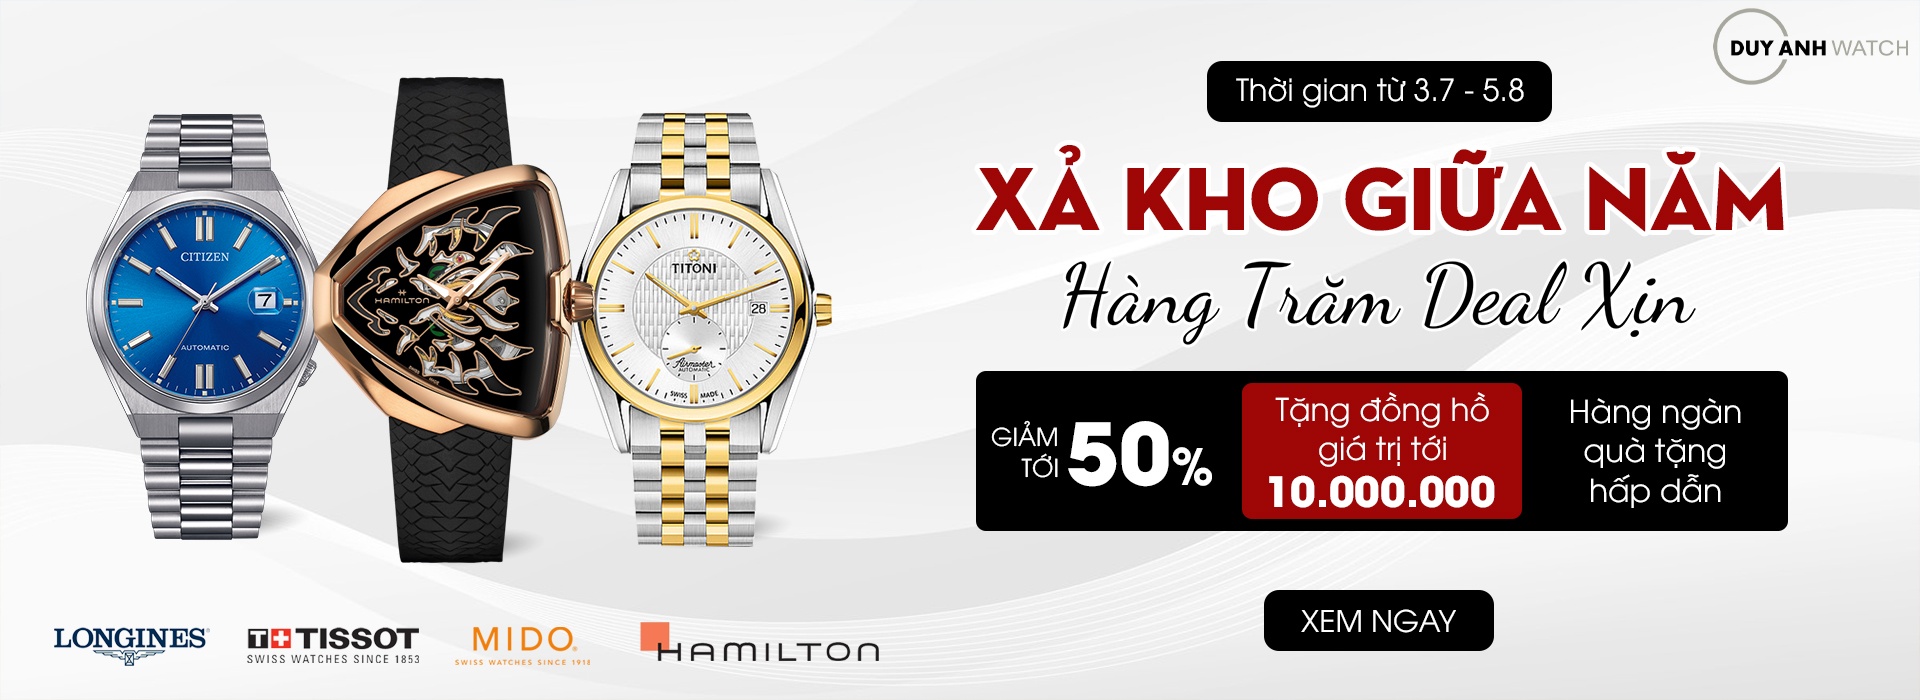 DUY ANH WATCH
Thời gian từ 3.7 - 5.8
XẢ KHO GIỮA NĂM
Hàng Trăm Deal Xịn
GIẢM
TỚI
50%
Tặng đồng hồ
giá trị tới
10.000.000
Hàng ngàn
quà tặng
hấp dẫn
XEM NGAY
CITIZEN
7
AUTOMATIC
HAMILTON
TITONI
28
Airmaster
AUTOMATIC
SWISS MADE
LONGINES
TISSOT
SWISS WATCHES SINCE 1853
MIDO
SWISS WATCHES SINCE 1918
HAMILTON